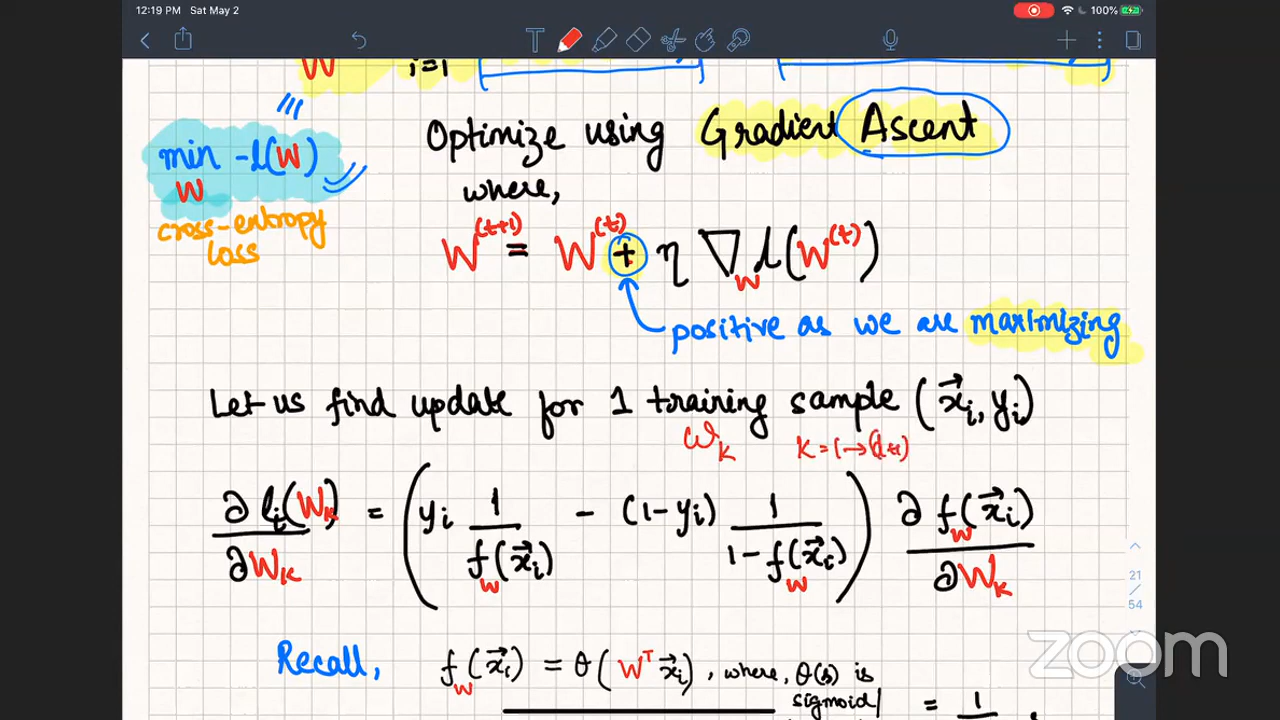 12:19 PM Sat May 2 100%
W i=1
Optimize using Gradient Ascent
min -l(W)
W
where,
cross-entropy
loss
W^(t+1) = W^(t) + η ∇_W l(W^(t))
positive as we are maximizing
Let us find update for 1 training sample (x⃗_i, y_i)
W_k k = 1 → (d+1)
∂ l_i(W_k) / ∂W_k = (y_i 1 / f_W(x⃗_i) - (1-y_i) 1 / 1-f_W(x⃗_i)) ∂ f_W(x⃗_i) / ∂W_k
21 / 54
zoom
Recall, f_W(x⃗_i) = θ(W^T x⃗_i), where, θ(s) is
sigmoid/ = 1